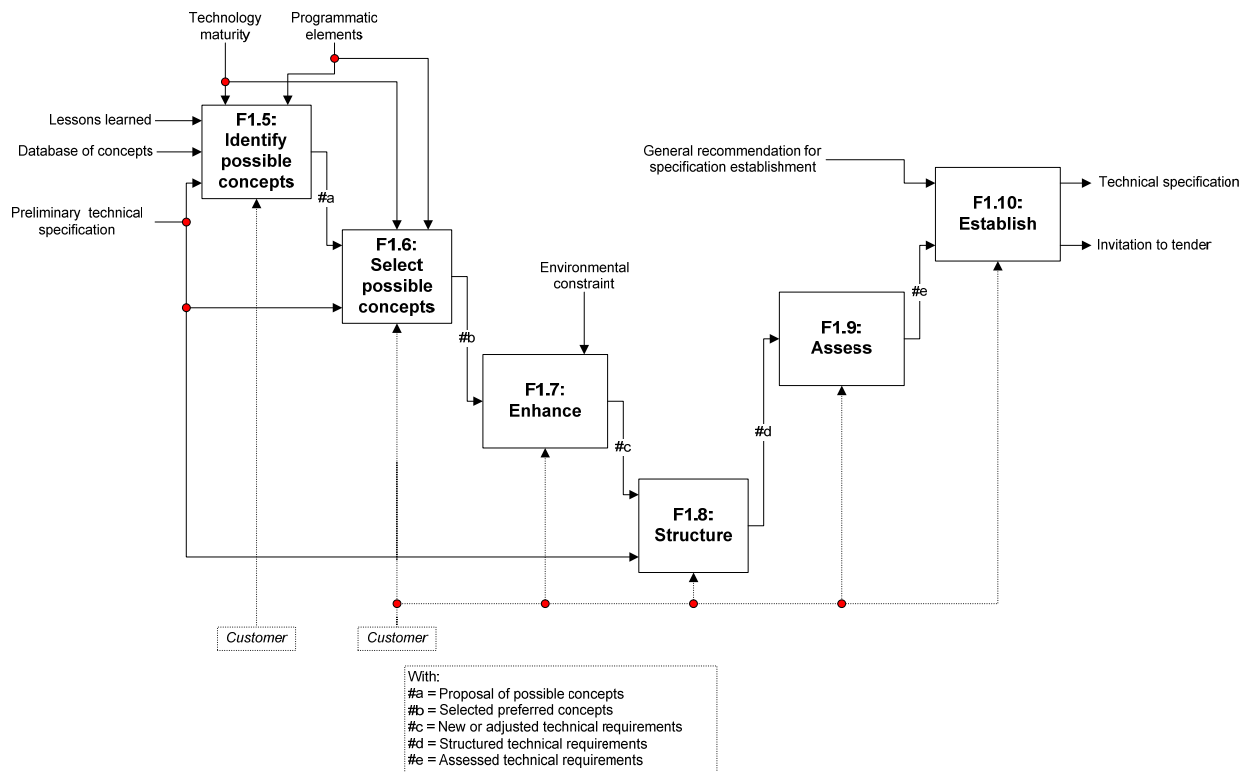 Technology
maturity
Programmatic
elements
Lessons learned
Database of concepts
Preliminary technical
specification
F1.5:
Identify
possible
concepts
#a
F1.6:
Select
possible
concepts
#b
Environmental
constraint
F1.7:
Enhance
#c
F1.8:
Structure
#d
F1.9:
Assess
#e
General recommendation for
specification establishment
F1.10:
Establish
Technical specification
Invitation to tender
Customer
Customer
With:
#a = Proposal of possible concepts
#b = Selected preferred concepts
#c = New or adjusted technical requirements
#d = Structured technical requirements
#e = Assessed technical requirements